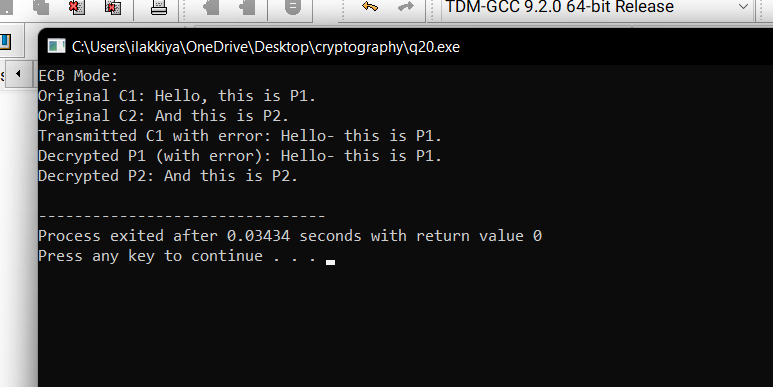 TDM-GCC 9.2.0 64-bit Release
C:\Users\ilakkiya\OneDrive\Desktop\cryptography\q20.exe
ECB Mode:
Original C1: Hello, this is P1.
Original C2: And this is P2.
Transmitted C1 with error: Hello- this is P1.
Decrypted P1 (with error): Hello- this is P1.
Decrypted P2: And this is P2.
--------------------------------
Process exited after 0.03434 seconds with return value 0
Press any key to continue . . .